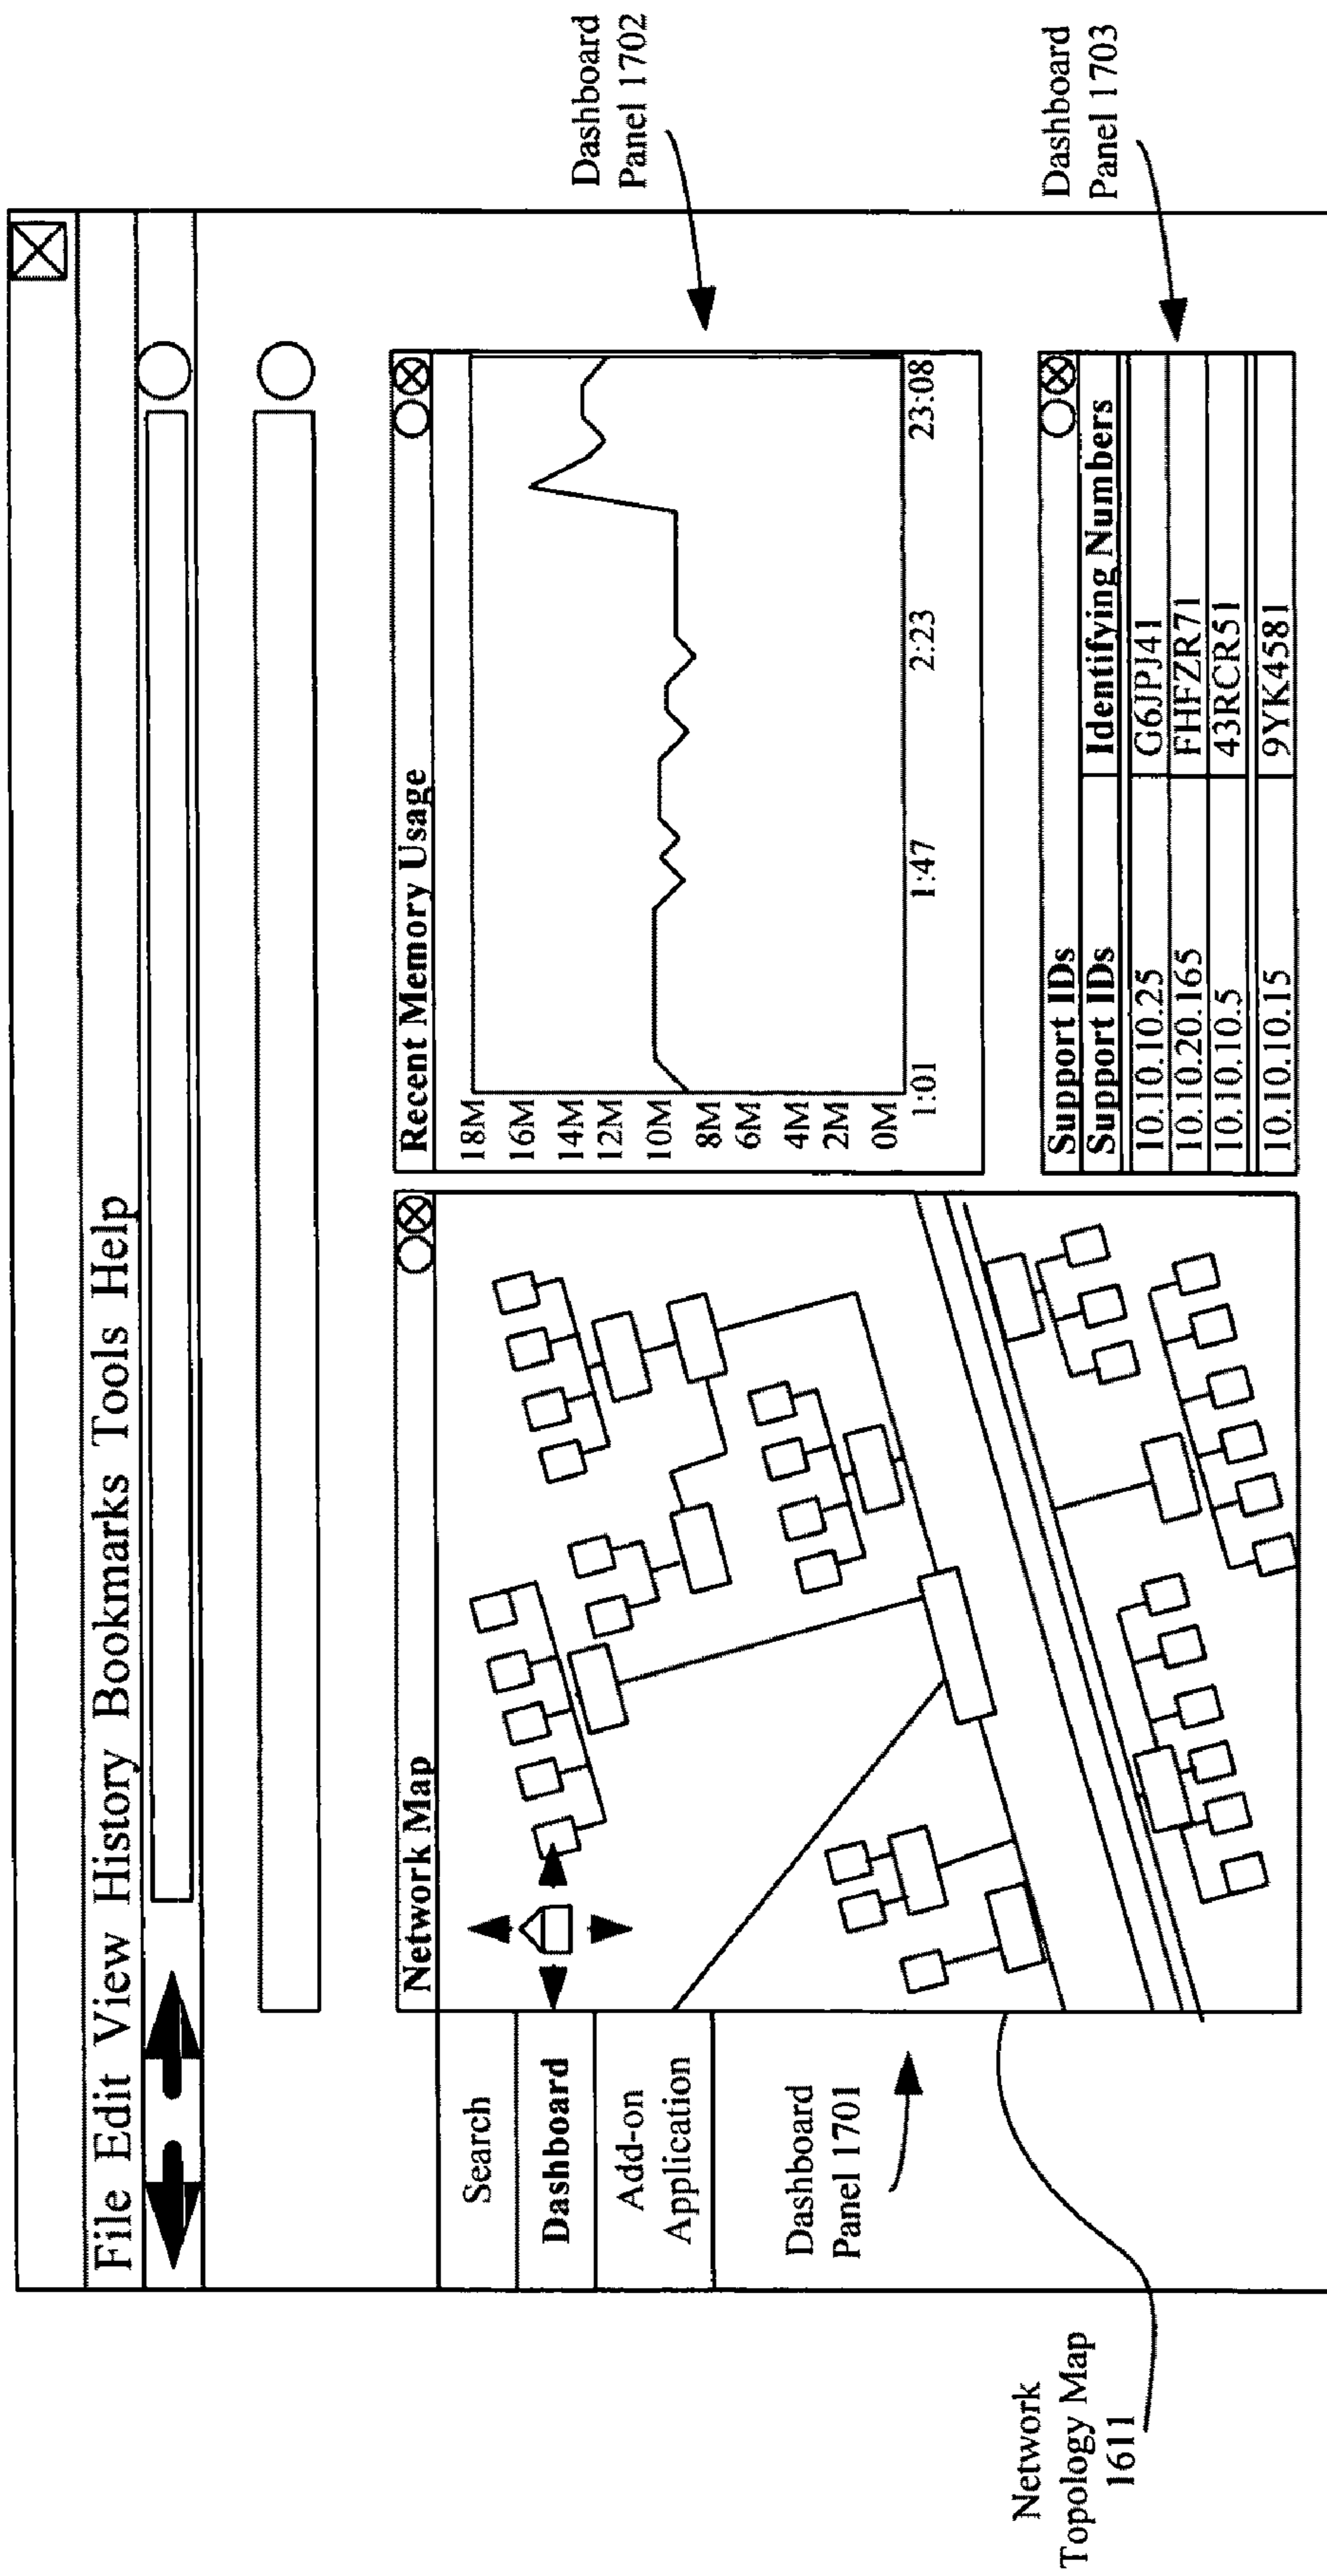 File Edit View History Bookmarks Tools Help
Search
Dashboard
Add-on
Application
Dashboard
Panel 1701
Network
Topology Map
1611
Network Map
Recent Memory Usage
18M
16M
14M
12M
10M
8M
6M
4M
2M
0M
1:01 1:47 2:23 23:08
Dashboard
Panel 1702
Support IDs
Support IDs Identifying Numbers
10.10.10.25 G6JPJ41
10.10.20.165 FHFZR71
10.10.10.5 43RCR51
10.10.10.15 9YK4581
Dashboard
Panel 1703